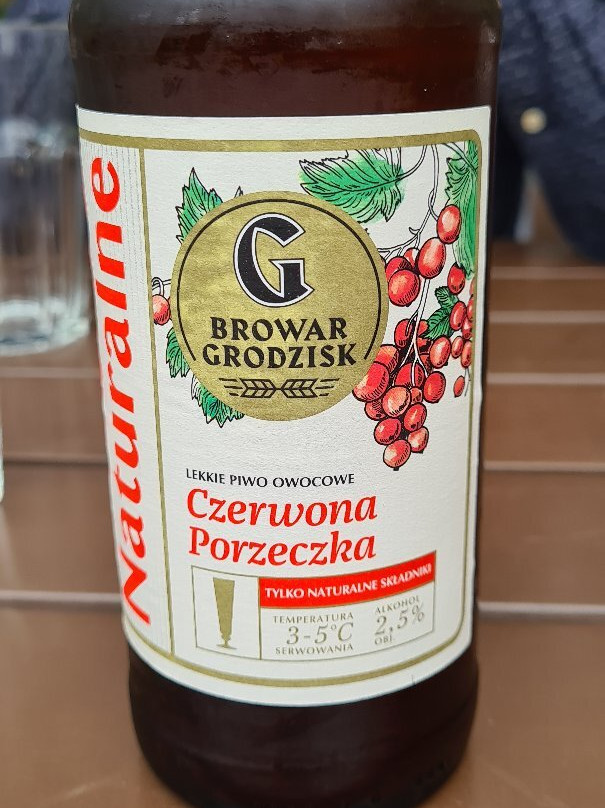 Naturalne
G
BROWAR
GRODZISK
LEKKIE PIWO OWOCOWE
Czerwona
Porzeczka
TYLKO NATURALNE SKŁADNIKI
TEMPERATURA
3-5°C
SERWOWANIA
ALKOHOL
2,5%
OBJ.